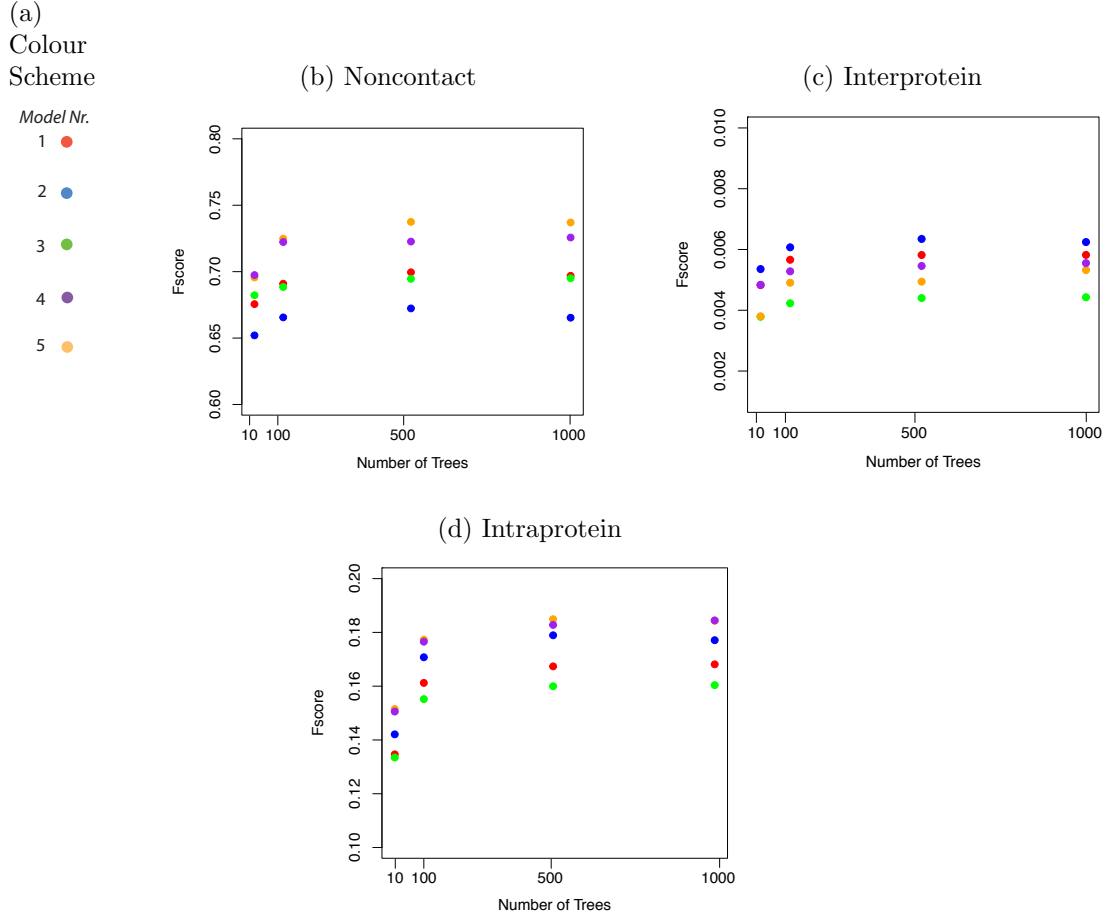 (a)
Colour
Scheme
Model Nr.
1
2
3
4
5
(b) Noncontact
Fscore
0.80
0.75
0.70
0.65
0.60
10 100 500 1000
Number of Trees
(c) Interprotein
Fscore
0.010
0.008
0.006
0.004
0.002
10 100 500 1000
Number of Trees
(d) Intraprotein
Fscore
0.20
0.18
0.16
0.14
0.12
0.10
10 100 500 1000
Number of Trees